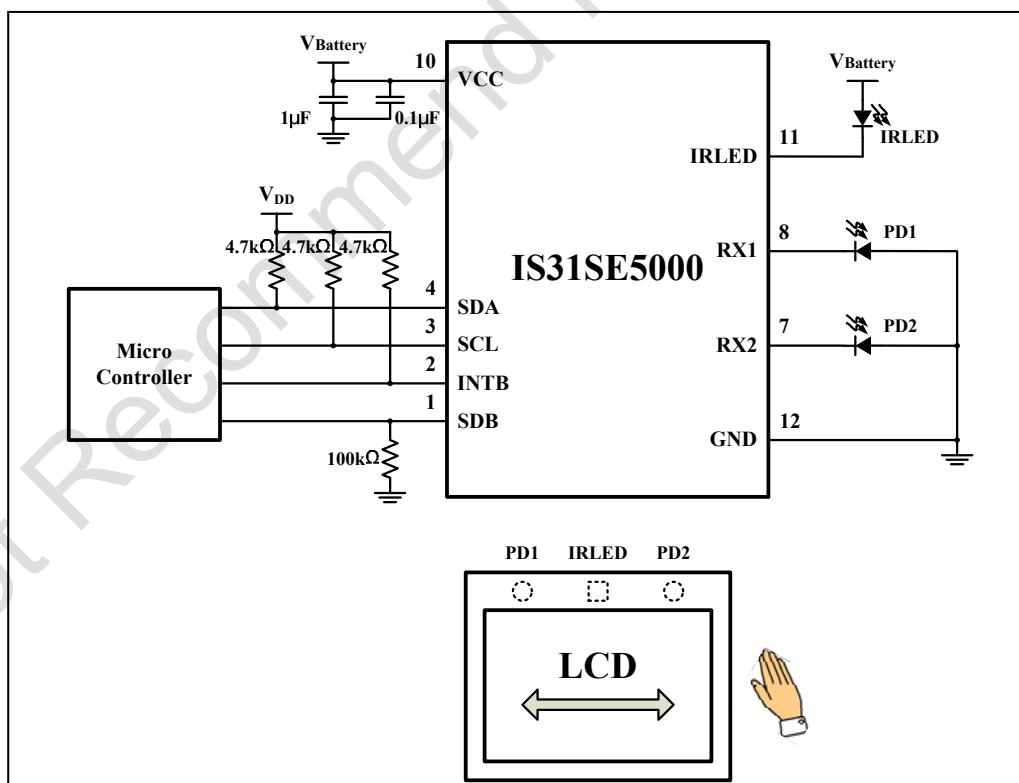 VBattery
10
VCC
1μF
0.1μF
VDD
4.7kΩ 4.7kΩ 4.7kΩ
Micro
Controller
4
SDA
3
SCL
2
INTB
1
SDB
100kΩ
IS31SE5000
VBattery
11
IRLED
IRLED
8
RX1
PD1
7
RX2
PD2
12
GND
PD1 IRLED PD2
LCD
ot Recommend